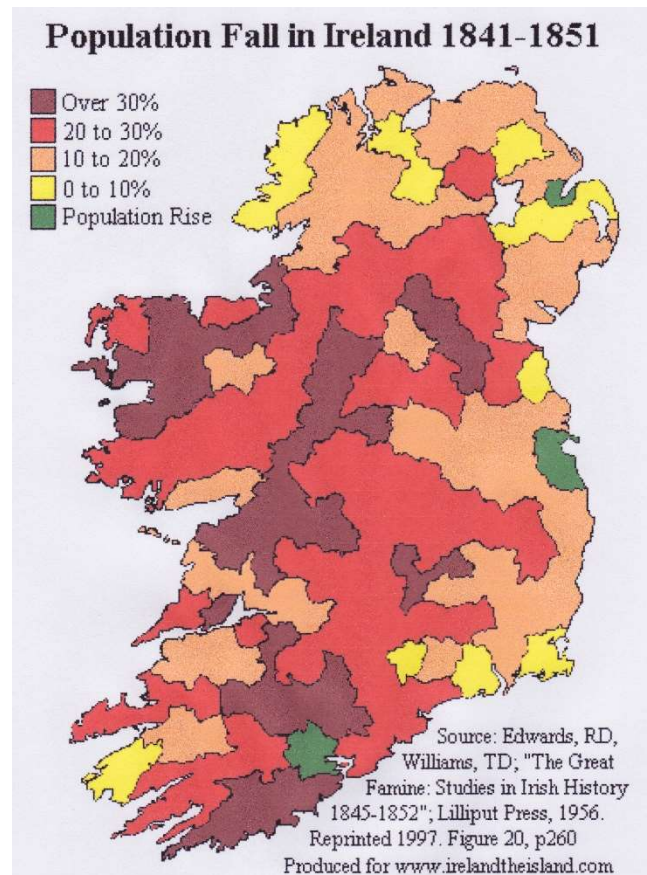 Population Fall in Ireland 1841-1851
Over 30%
20 to 30%
10 to 20%
0 to 10%
Population Rise
Source: Edwards, RD,
Williams, TD; "The Great
Famine: Studies in Irish History
1845-1852"; Lilliput Press, 1956.
Reprinted 1997. Figure 20, p260
Produced for www.irelandtheisland.com